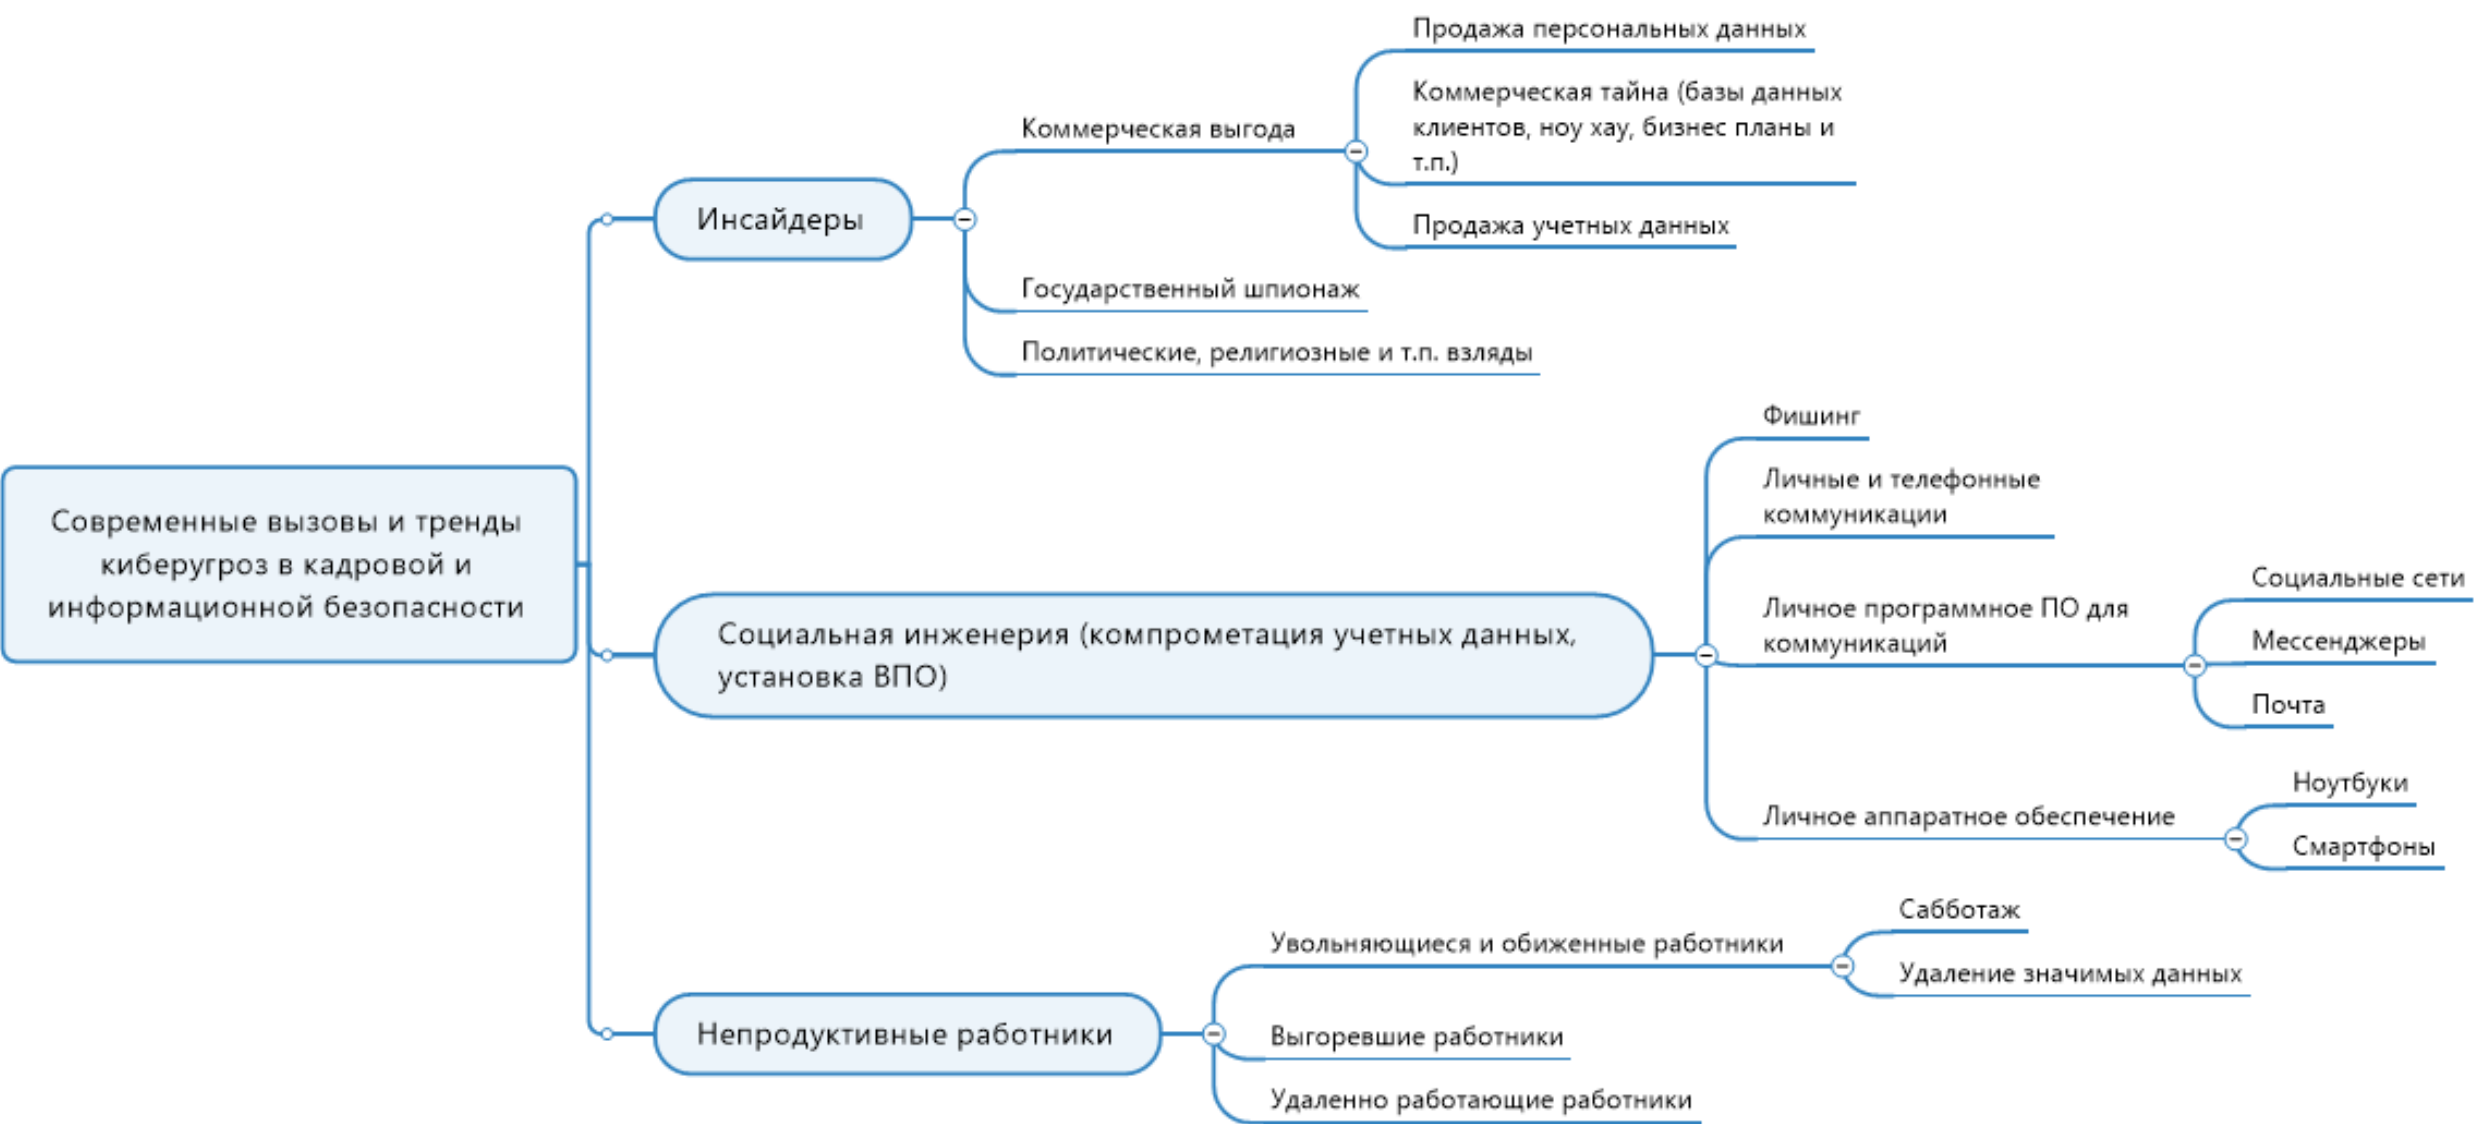 Современные вызовы и тренды
киберугроз в кадровой и
информационной безопасности
Инсайдеры
Коммерческая выгода
Продажа персональных данных
Коммерческая тайна (базы данных
клиентов, ноу хау, бизнес планы и
т.п.)
Продажа учетных данных
Государственный шпионаж
Политические, религиозные и т.п. взляды
Социальная инженерия (компрометация учетных данных,
установка ВПО)
Фишинг
Личные и телефонные
коммуникации
Личное программное ПО для
коммуникаций
Социальные сети
Мессенджеры
Почта
Личное аппаратное обеспечение
Ноутбуки
Смартфоны
Непродуктивные работники
Увольняющиеся и обиженные работники
Сабботаж
Удаление значимых данных
Выгоревшие работники
Удаленно работающие работники